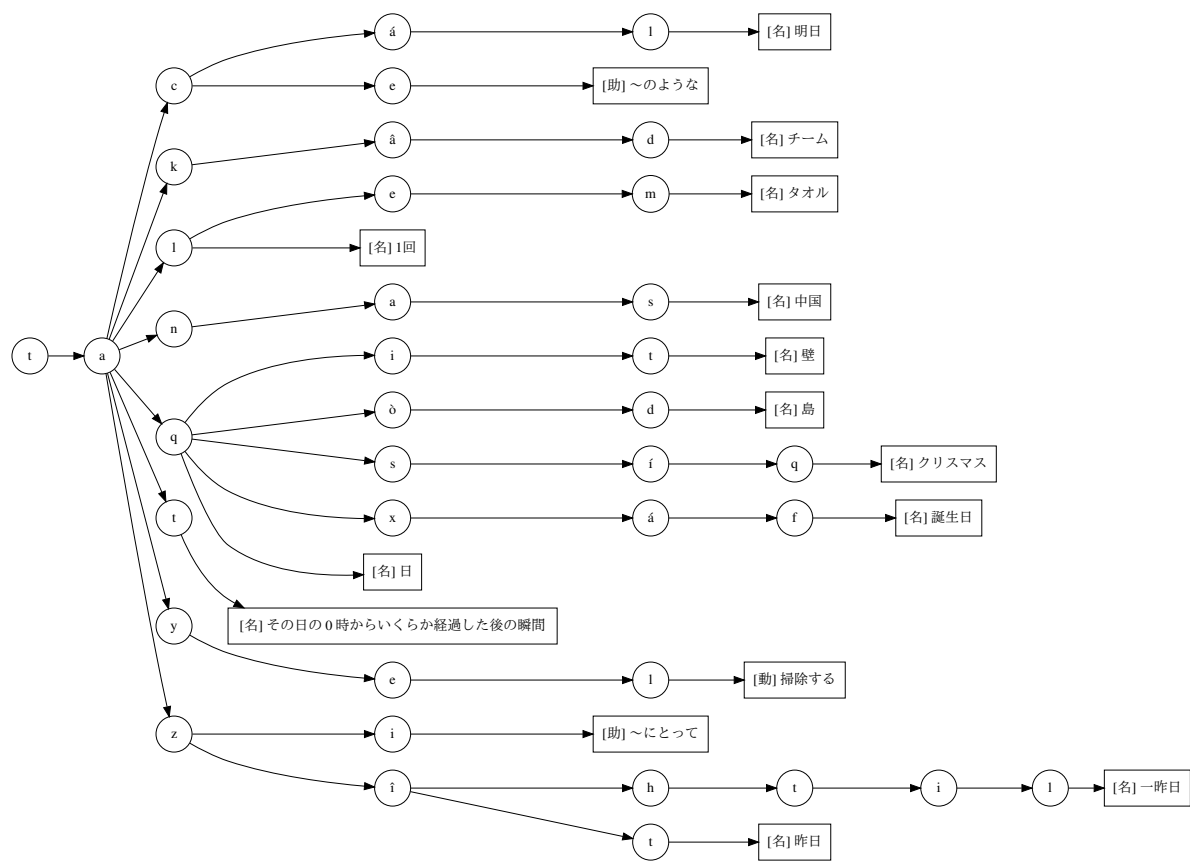 á l [名] 明日
c e [助] ～のような
k â d [名] チーム
e m [名] タオル
l [名] 1回
n a s [名] 中国
t a i t [名] 壁
ò d [名] 島
q s í q [名] クリスマス
t x á f [名] 誕生日
[名] 日
y [名] その日の 0 時からいくらか経過した後の瞬間
e l [動] 掃除する
z i [助] ～にとって
î h t i l [名] 一昨日
t [名] 昨日